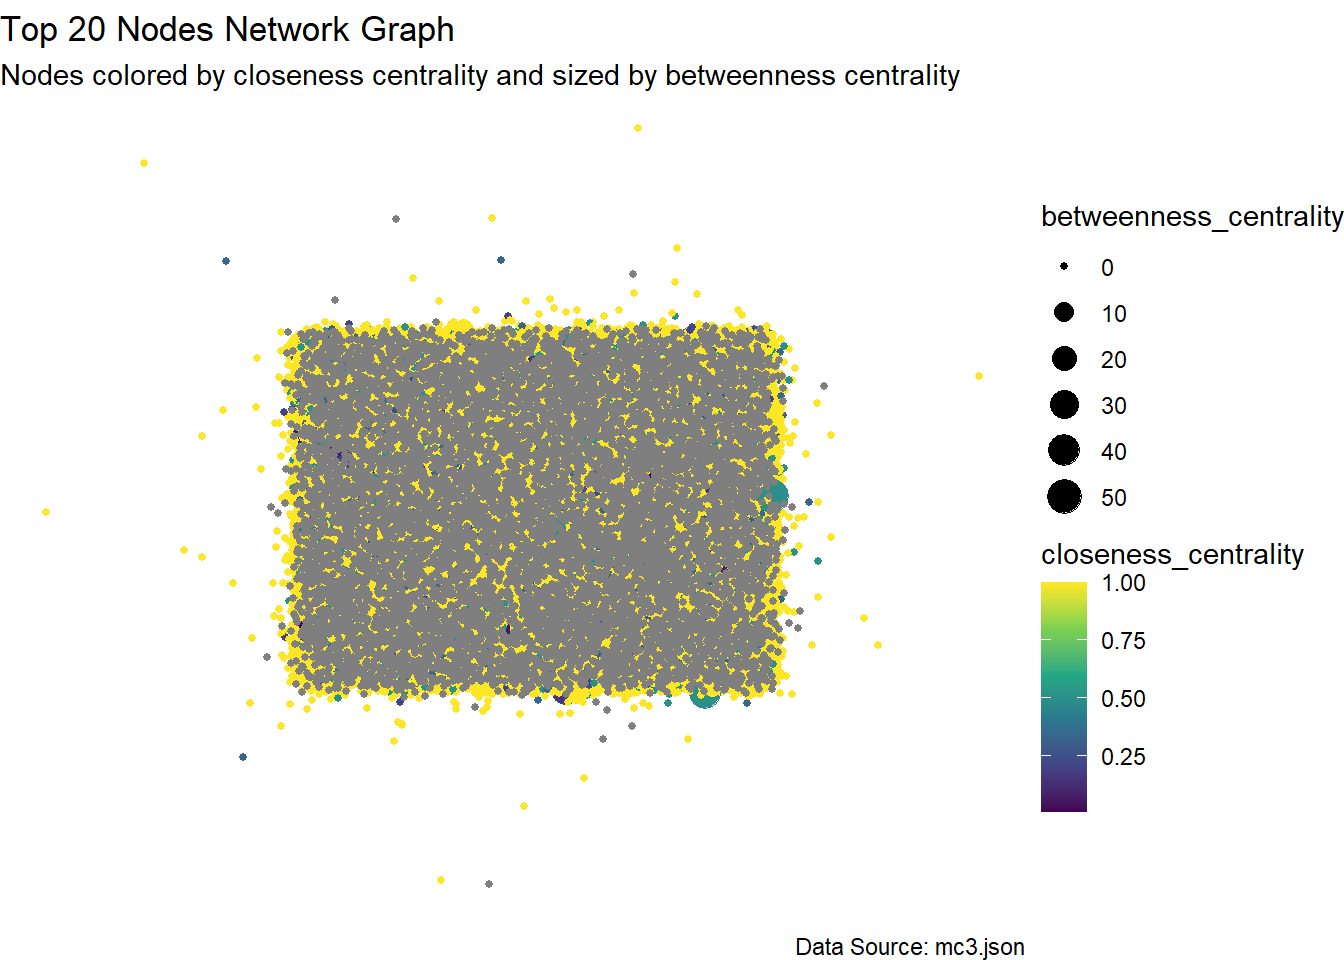 Top 20 Nodes Network Graph
Nodes colored by closeness centrality and sized by betweenness centrality
betweenness_centrality
0
10
20
30
40
50
closeness_centrality
1.00
0.75
0.50
0.25
Data Source: mc3.json